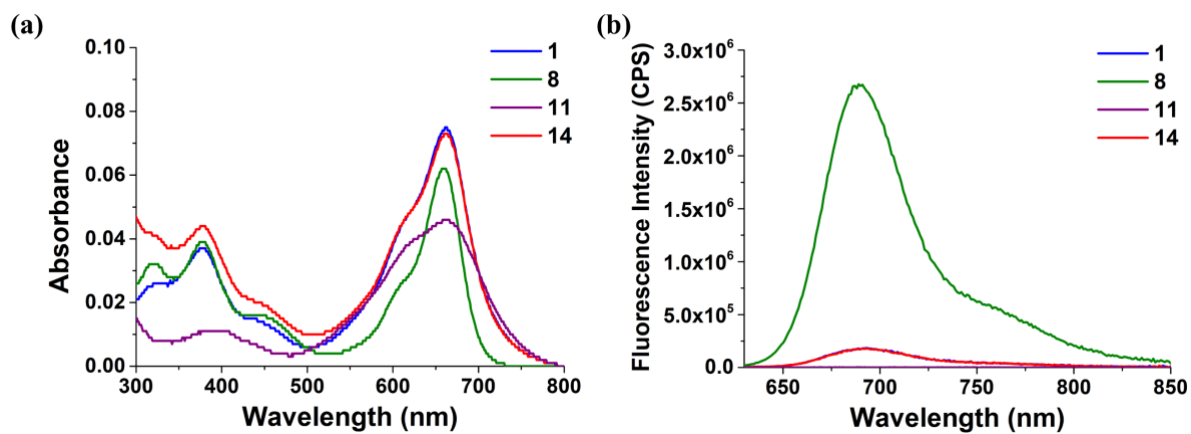 (a)
Absorbance
0.10
0.08
0.06
0.04
0.02
0.00
300 400 500 600 700 800
Wavelength (nm)
1
8
11
14
(b)
Fluorescence Intensity (CPS)
3.0x10⁶
2.5x10⁶
2.0x10⁶
1.5x10⁶
1.0x10⁶
5.0x10⁵
0.0
650 700 750 800 850
Wavelength (nm)
1
8
11
14